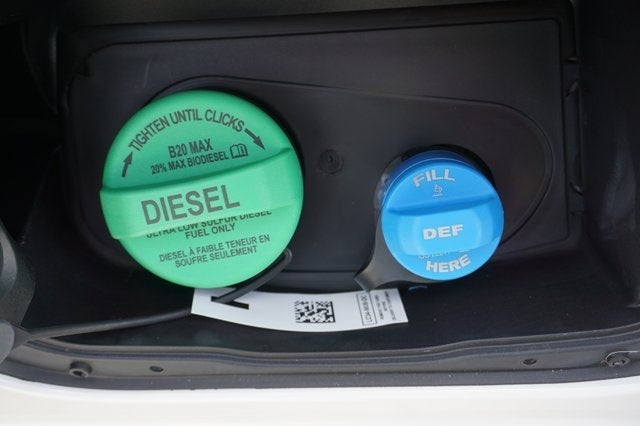 TIGHTEN UNTIL CLICKS
B20 MAX
20% MAX BIODIESEL
DIESEL
ULTRA LOW SULFUR DIESEL
FUEL ONLY
DIESEL À FAIBLE TENEUR EN
SOUFRE SEULEMENT
FILL
DEF
HERE